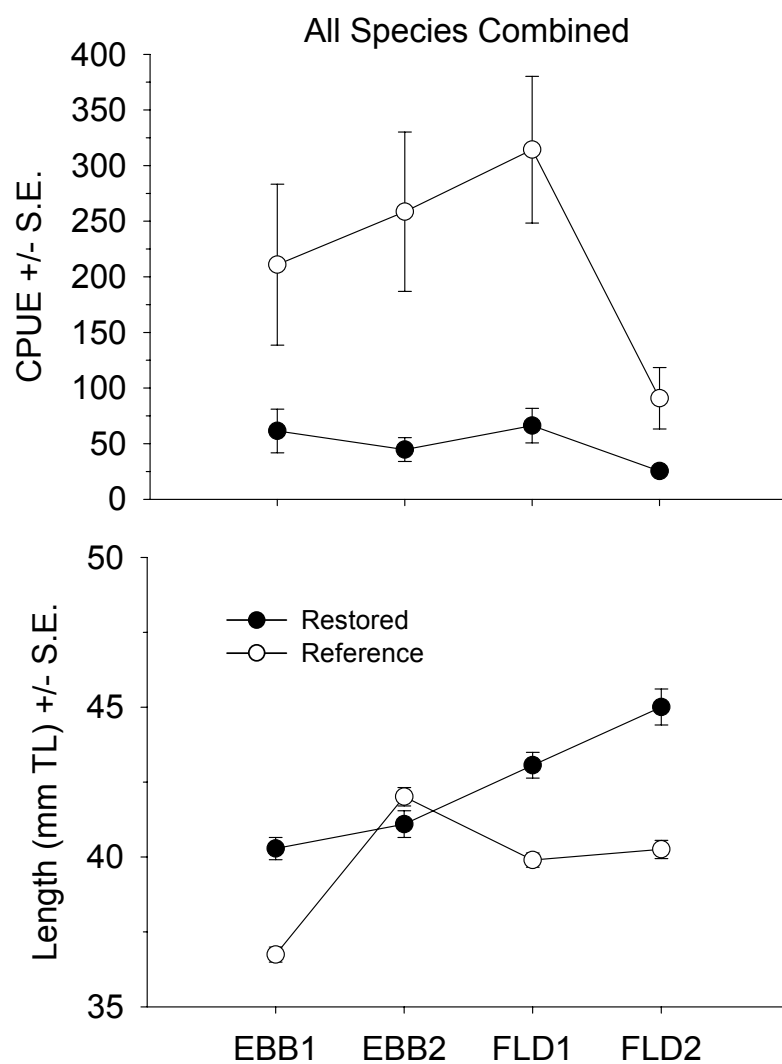 All Species Combined
CPUE +/- S.E.
400
350
300
250
200
150
100
50
0
Length (mm TL) +/- S.E.
50
45
40
35
Restored
Reference
EBB1 EBB2 FLD1 FLD2